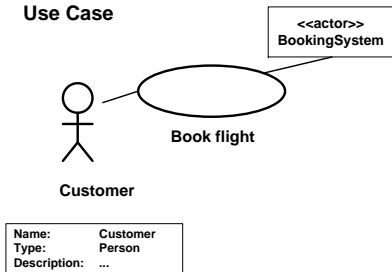 Use Case
<<actor>>
BookingSystem
Book flight
Customer
Name: Customer
Type: Person
Description: ...